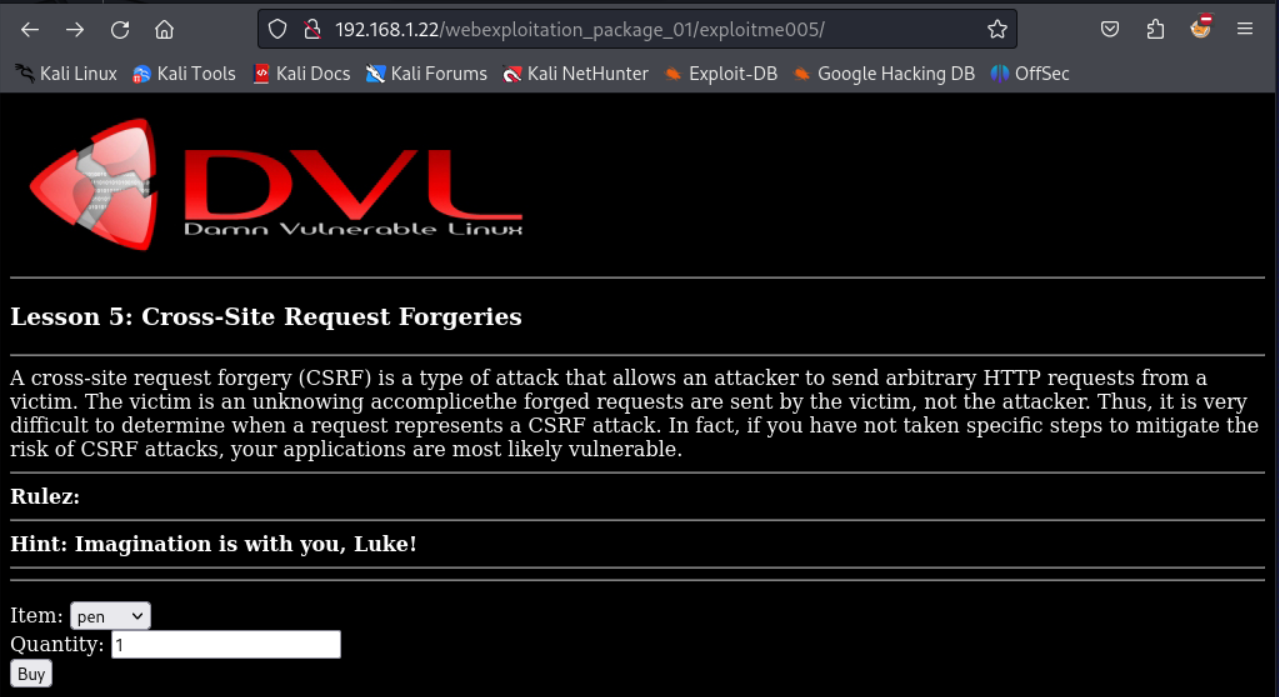 192.168.1.22/webexploitation_package_01/exploitme005/
Kali Linux Kali Tools Kali Docs Kali Forums Kali NetHunter Exploit-DB Google Hacking DB OffSec
DVL
Damn Vulnerable Linux
Lesson 5: Cross-Site Request Forgeries
A cross-site request forgery (CSRF) is a type of attack that allows an attacker to send arbitrary HTTP requests from a
victim. The victim is an unknowing accomplicethe forged requests are sent by the victim, not the attacker. Thus, it is very
difficult to determine when a request represents a CSRF attack. In fact, if you have not taken specific steps to mitigate the
risk of CSRF attacks, your applications are most likely vulnerable.
Rulez:
Hint: Imagination is with you, Luke!
Item: pen
Quantity: 1
Buy